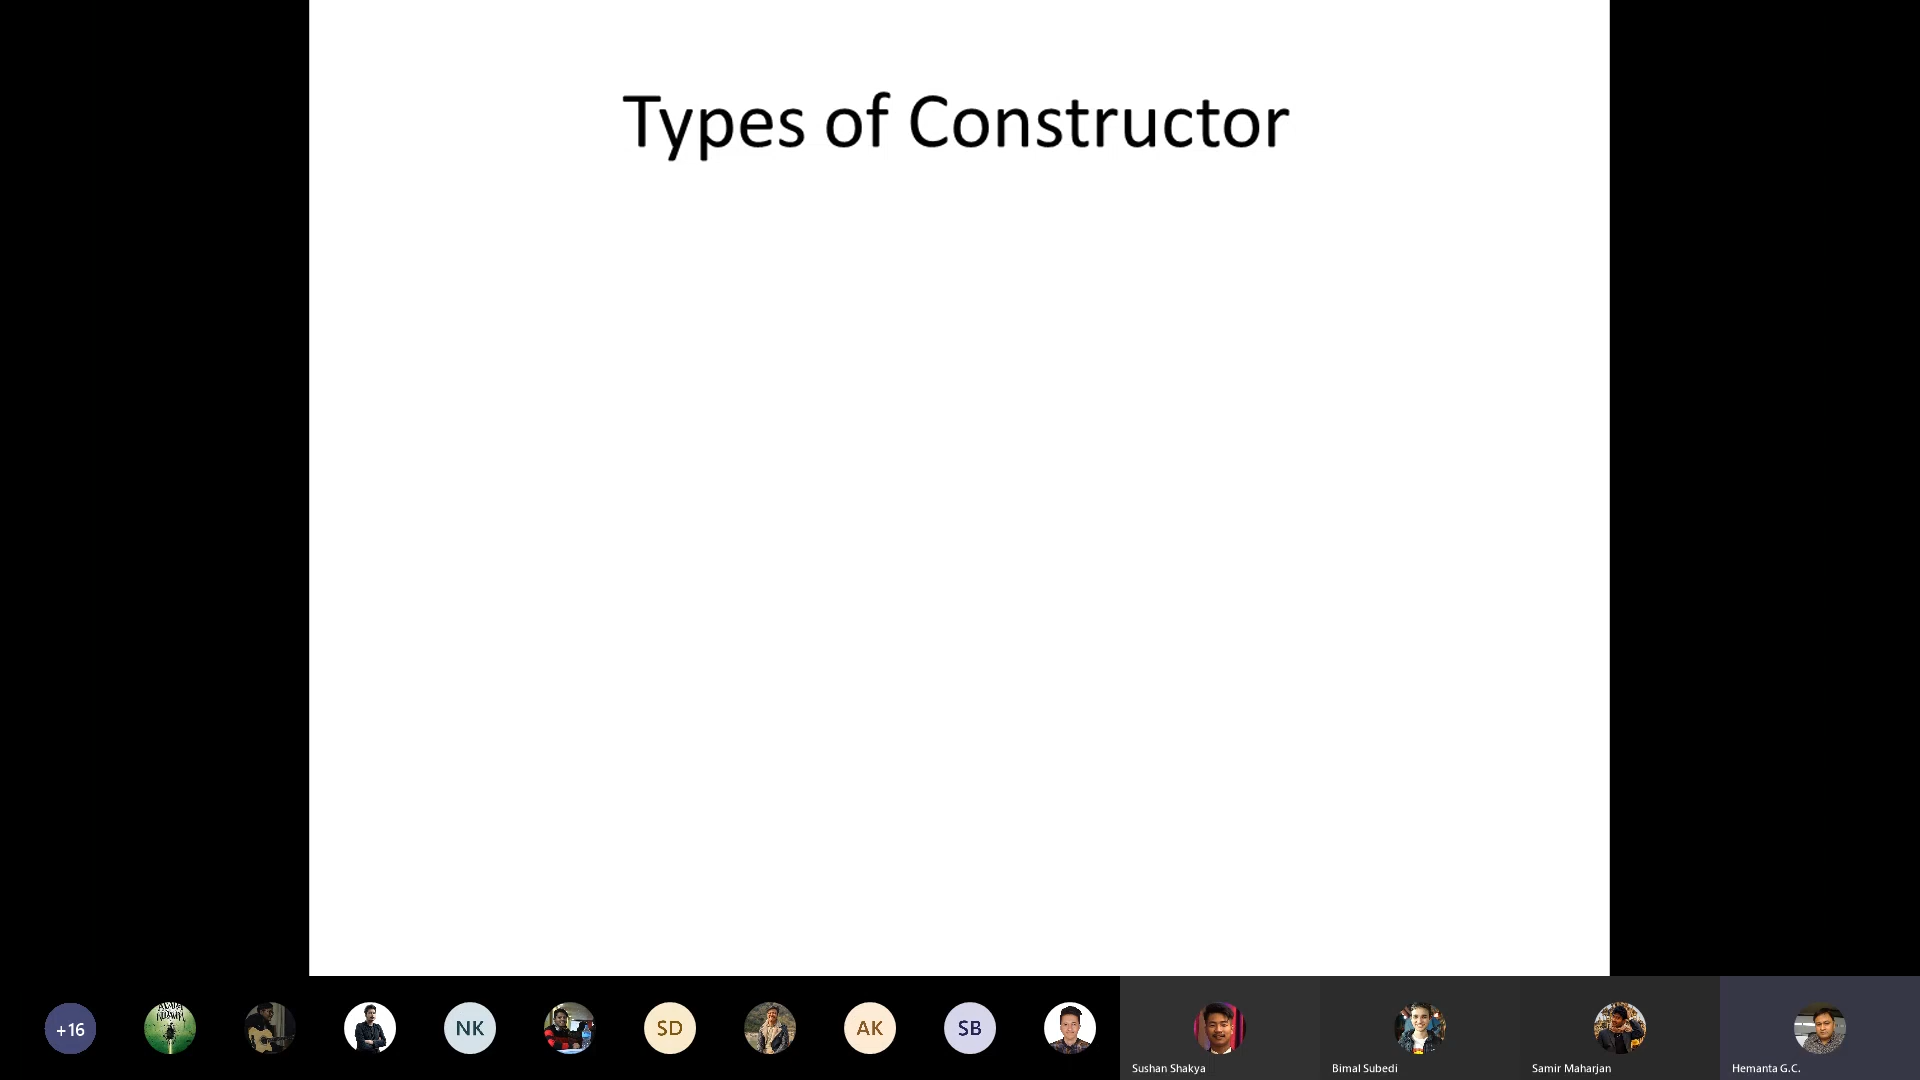 Types of Constructor
+16
NK
SD
AK
SB
Sushan Shakya
Bimal Subedi
Samir Maharjan
Hemanta G.C.